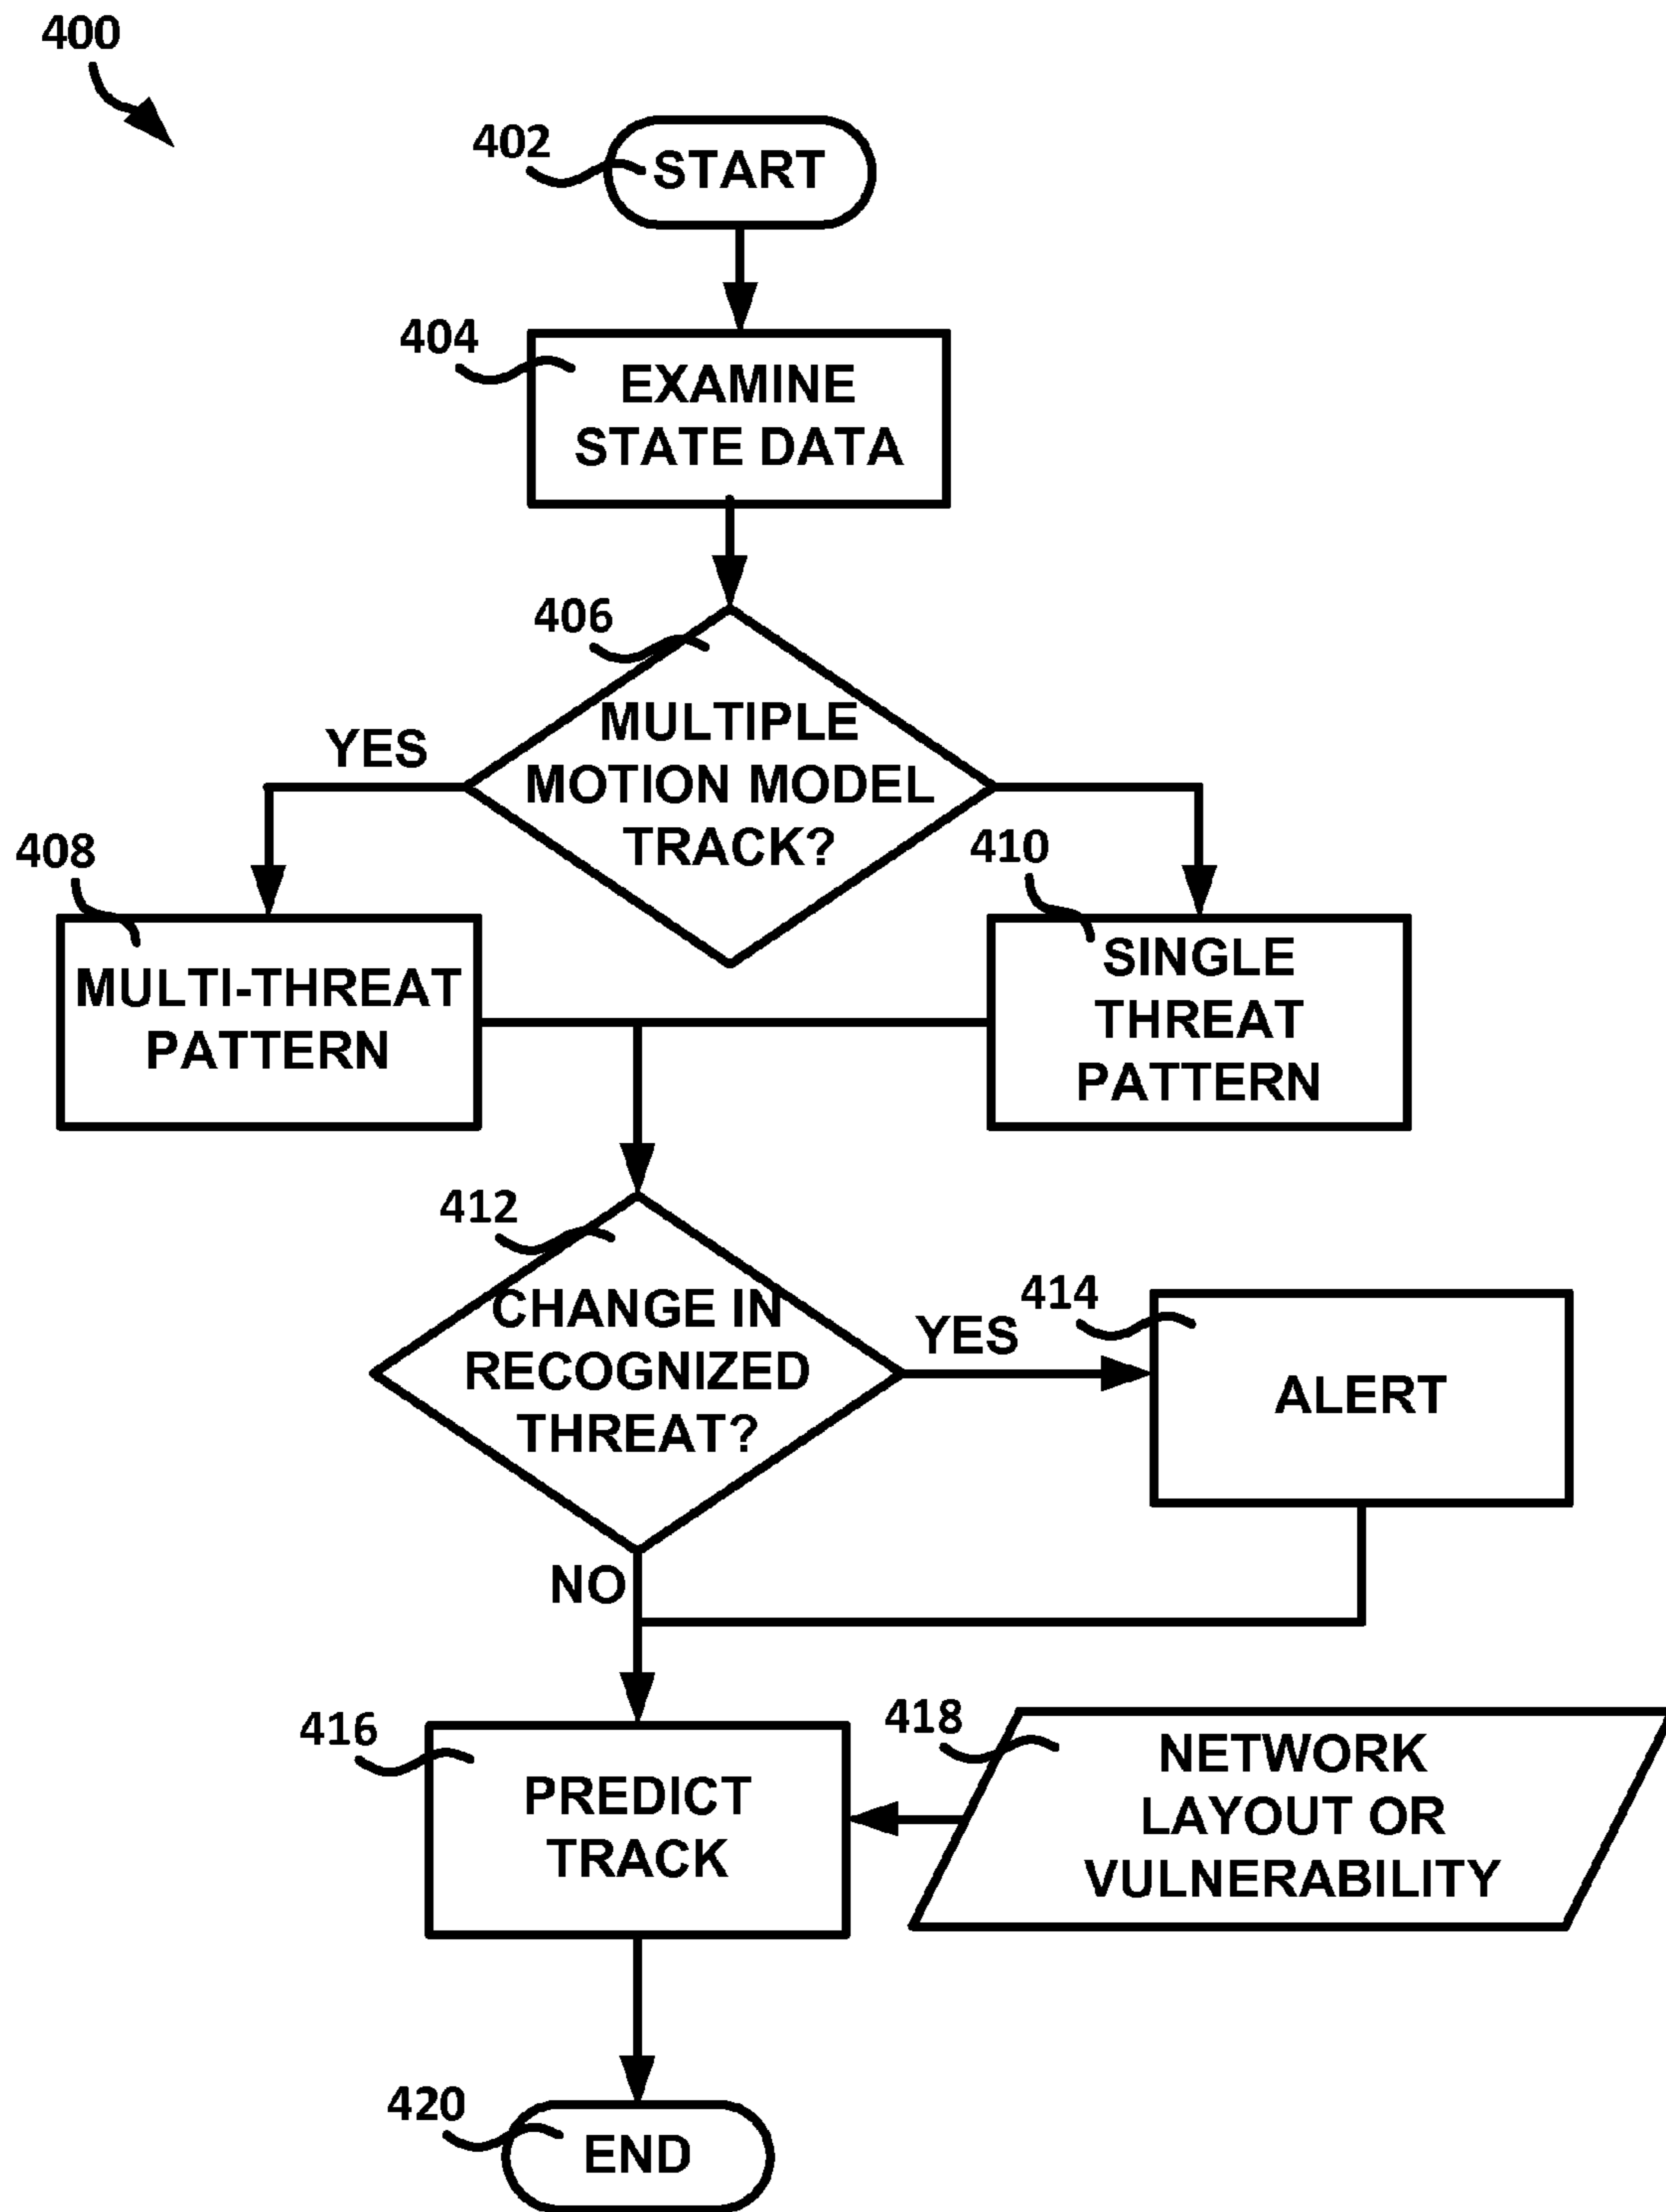 400
402
START
404
EXAMINE
STATE DATA
406
MULTIPLE
MOTION MODEL
TRACK?
YES
408
MULTI-THREAT
PATTERN
410
SINGLE
THREAT
PATTERN
412
CHANGE IN
RECOGNIZED
THREAT?
YES
414
ALERT
NO
416
PREDICT
TRACK
418
NETWORK
LAYOUT OR
VULNERABILITY
420
END